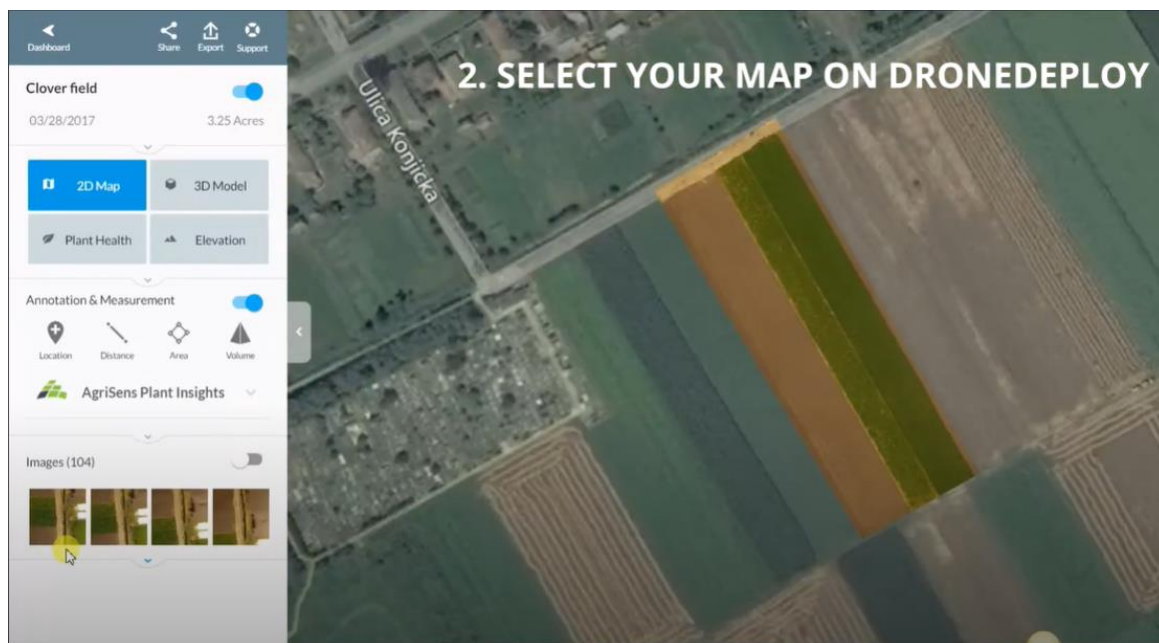 Dashboard
Share
Export
Support
Clover field
03/28/2017
3.25 Acres
2D Map
3D Model
Plant Health
Elevation
Annotation & Measurement
Location
Distance
Area
Volume
AgriSens Plant Insights
Images (104)
2. SELECT YOUR MAP ON DRONEDEPLOY
Ulica Konjicka